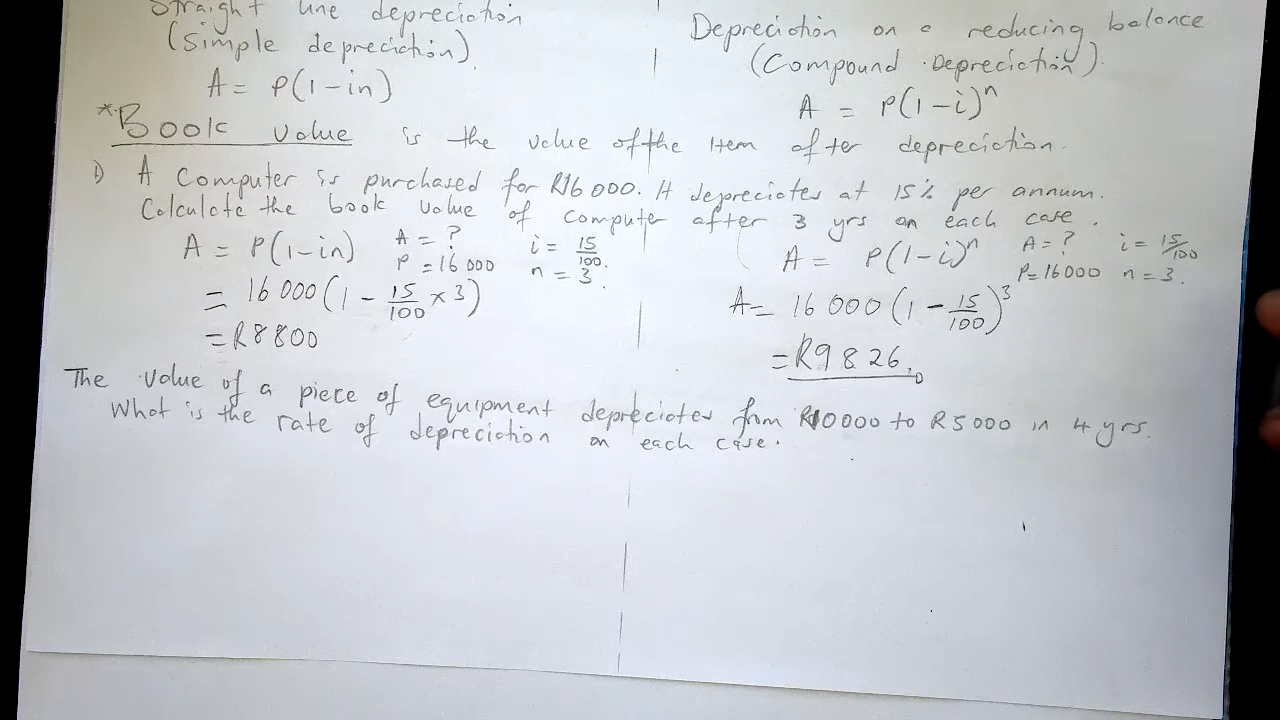 Straight line depreciation
(Simple depreciation)
A = P(1-in)
Depreciation on a reducing balance
(Compound Depreciation).
A = P(1-i)^n
*Book value is the value of the item after depreciation.
1) A Computer is purchased for R16 000. It depreciates at 15% per annum.
Calculate the book value of computer after 3 yrs on each case.
A = P(1-in)
A = ?
P = 16 000
i = 15/100
n = 3.
= 16 000(1 - 15/100 x 3)
= R8800
A = P(1-i)^n
A = ?
i = 15/100
P = 16000
n = 3.
A = 16 000 (1 - 15/100)^3
= R9 826.
The value of a piece of equipment depreciates from R10000 to R5000 in 4 yrs.
What is the rate of depreciation on each case.